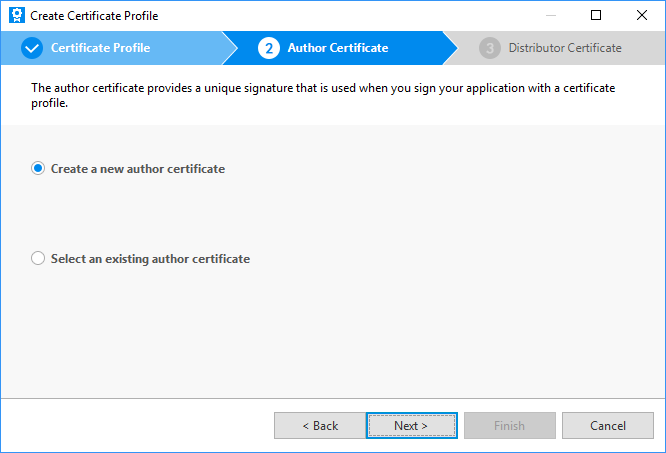 Create Certificate Profile
Certificate Profile
2 Author Certificate
3 Distributor Certificate
The author certificate provides a unique signature that is used when you sign your application with a certificate
profile.
Create a new author certificate
Select an existing author certificate
< Back
Next >
Finish
Cancel